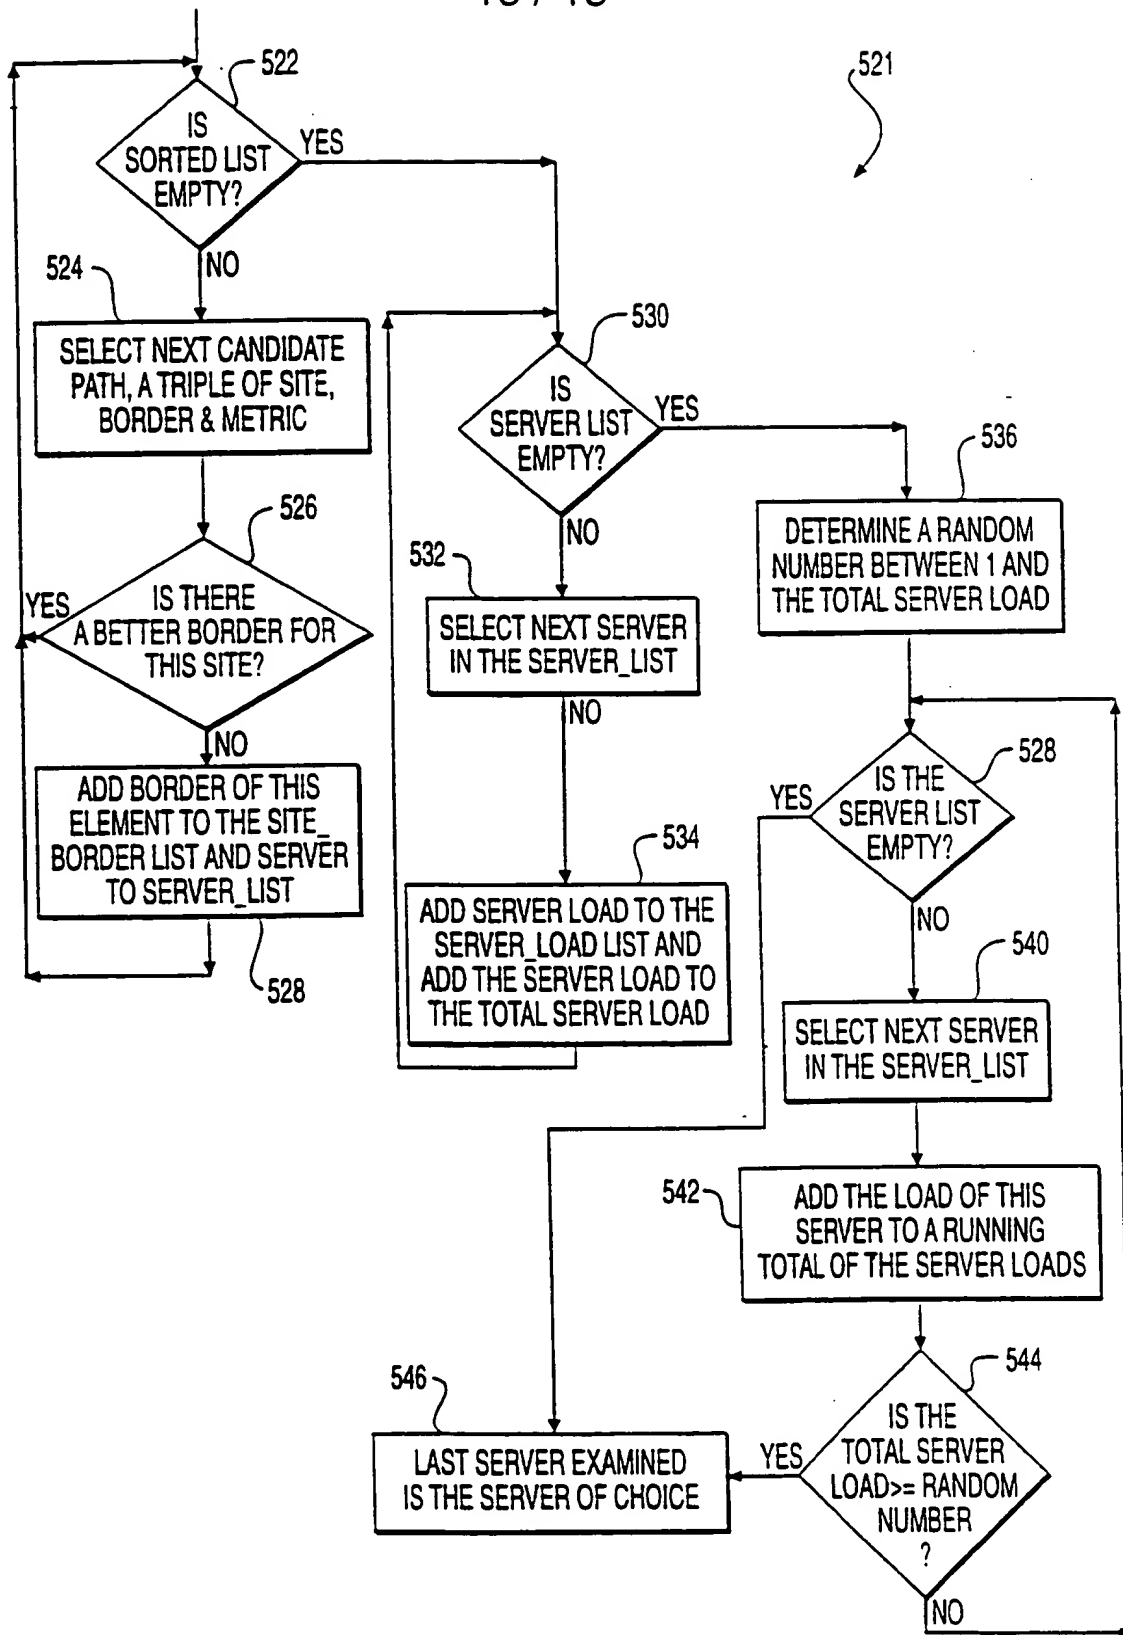 522
521
IS
SORTED LIST
EMPTY?
YES
NO
524
SELECT NEXT CANDIDATE
PATH, A TRIPLE OF SITE,
BORDER & METRIC
526
YES
IS THERE
A BETTER BORDER FOR
THIS SITE?
NO
ADD BORDER OF THIS
ELEMENT TO THE SITE_
BORDER LIST AND SERVER
TO SERVER_LIST
528
530
IS
SERVER LIST
EMPTY?
YES
NO
532
SELECT NEXT SERVER
IN THE SERVER_LIST
NO
534
ADD SERVER LOAD TO THE
SERVER_LOAD LIST AND
ADD THE SERVER LOAD TO
THE TOTAL SERVER LOAD
536
DETERMINE A RANDOM
NUMBER BETWEEN 1 AND
THE TOTAL SERVER LOAD
528
YES
IS THE
SERVER LIST
EMPTY?
NO
540
SELECT NEXT SERVER
IN THE SERVER_LIST
542
ADD THE LOAD OF THIS
SERVER TO A RUNNING
TOTAL OF THE SERVER LOADS
544
IS THE
TOTAL SERVER
LOAD>= RANDOM
NUMBER
?
YES
NO
546
LAST SERVER EXAMINED
IS THE SERVER OF CHOICE